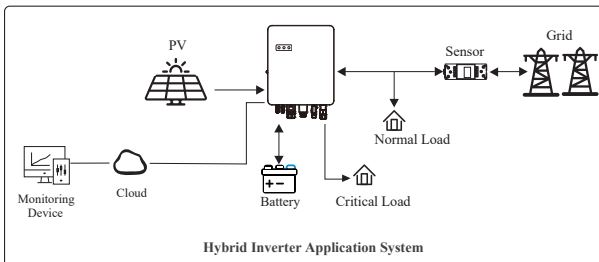 PV
Sensor
Grid
Normal Load
Monitoring
Device
Cloud
Battery
Critical Load
Hybrid Inverter Application System